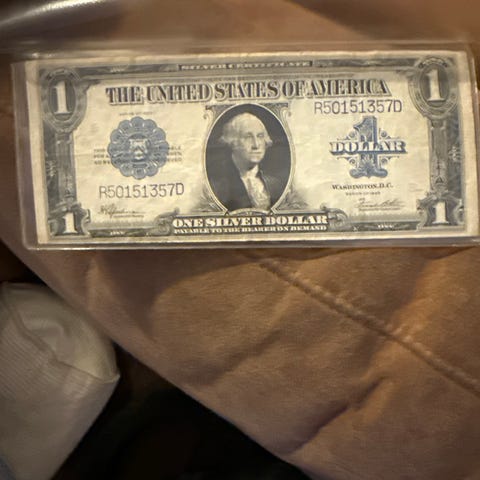 SILVER CERTIFICATE
1
1
THE UNITED STATES OF AMERICA
R50151357D
1
DOLLAR
WASHINGTON, D.C.
R50151357D
1
1
ONE SILVER DOLLAR
PAYABLE TO THE BEARER ON DEMAND